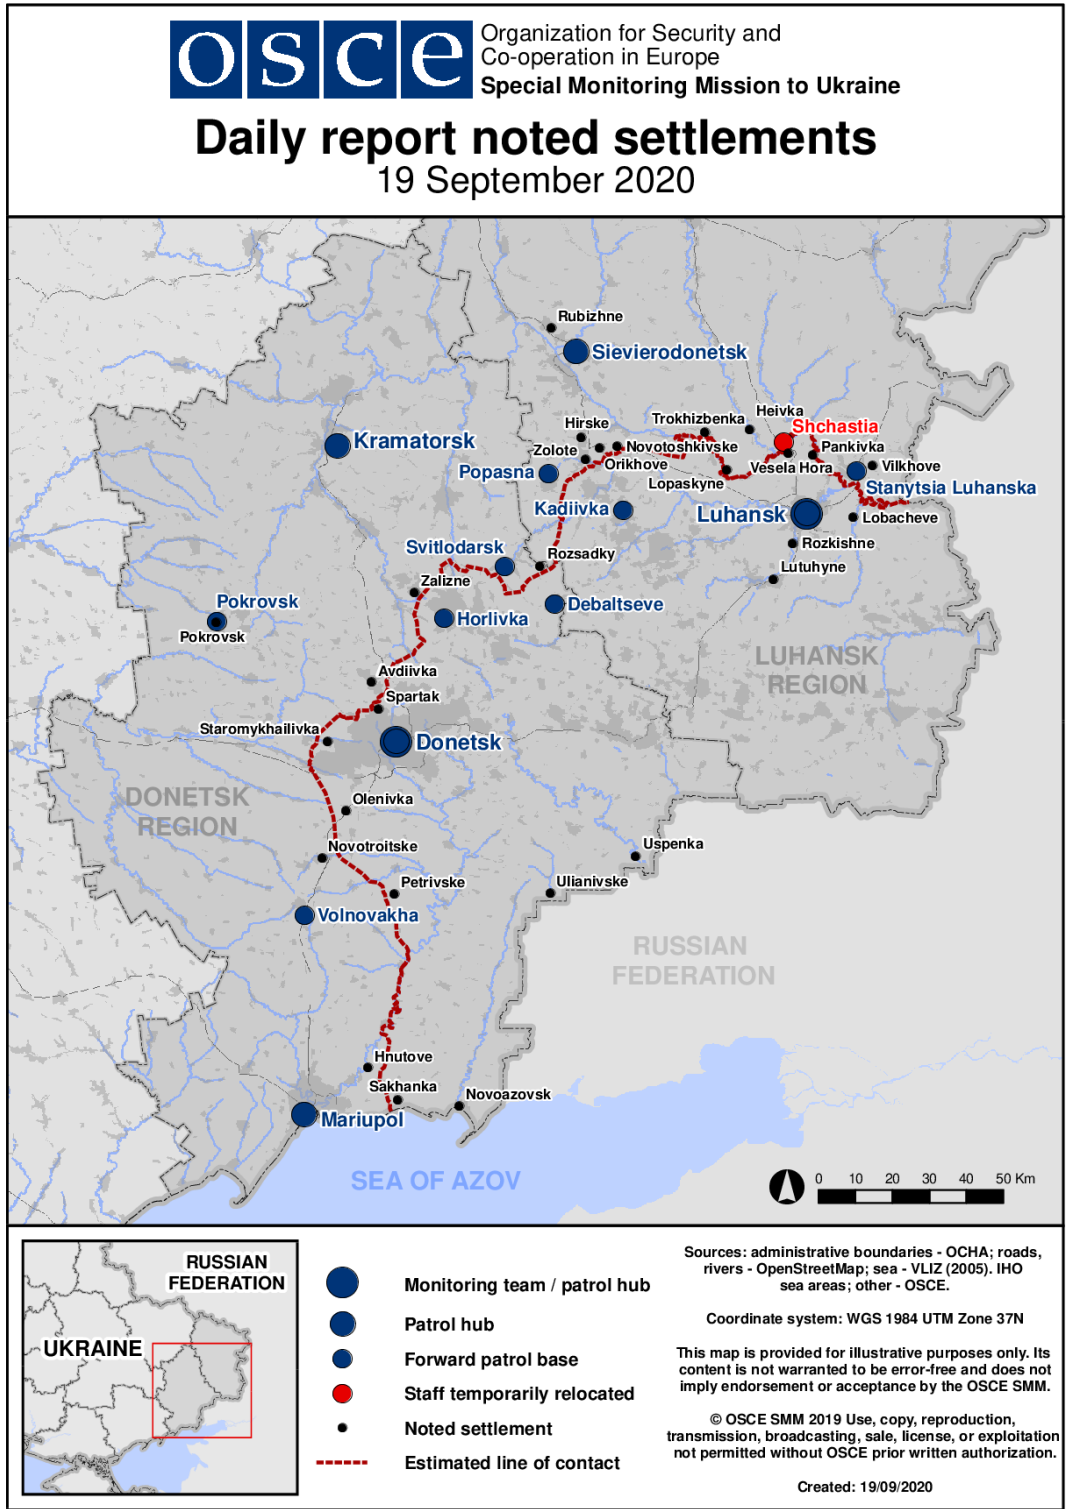 osce
Organization for Security and
Co-operation in Europe
Special Monitoring Mission to Ukraine
Daily report noted settlements
19 September 2020
Rubizhne
Sievierodonetsk
Heivka
Trokhizbenka
Shchastia
Hirske
Kramatorsk
Novotoshkivske
Pankivka
Zolote
Orikhove
Vesela Hora
Vilkhove
Popasna
Lopaskyne
Stanytsia Luhanska
Kadiivka
Luhansk
Lobacheve
Svitlodarsk
Rozkishne
Rozsadky
Lutuhyne
Zalizne
Pokrovsk
Debaltseve
Horlivka
Pokrovsk
LUHANSK
REGION
Avdiivka
Spartak
Staromykhailivka
Donetsk
DONETSK
REGION
Olenivka
Novotroitske
Uspenka
Petrivske
Ulianivske
Volnovakha
RUSSIAN
FEDERATION
Hnutove
Sakhanka
Novoazovsk
Mariupol
SEA OF AZOV
0 10 20 30 50 Km
RUSSIAN
FEDERATION
UKRAINE
Monitoring team / patrol hub
Patrol hub
Forward patrol base
Staff temporarily relocated
Noted settlement
Estimated line of contact
Sources: administrative boundaries - OCHA; roads,
rivers - OpenStreetMap; sea - VLIZ (2005). IHO
sea areas; other - OSCE.
Coordinate system: WGS 1984 UTM Zone 37N
This map is provided for illustrative purposes only. Its
content is not warranted to be error-free and does not
imply endorsement or acceptance by the OSCE SMM.
© OSCE SMM 2019 Use, copy, reproduction,
transmission, broadcasting, sale, license, or exploitation
not permitted without OSCE prior written authorization.
Created: 19/09/2020